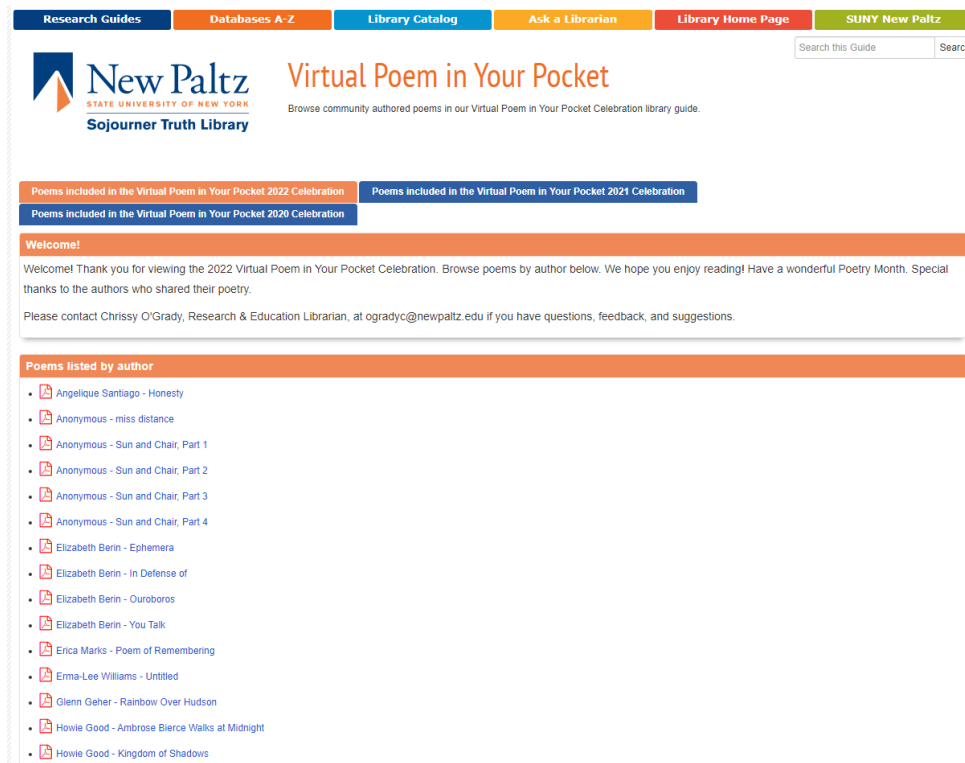 Research Guides Databases A-Z Library Catalog Ask a Librarian Library Home Page SUNY New Paltz
Search this Guide Searc
New Paltz
STATE UNIVERSITY OF NEW YORK
Sojourner Truth Library
Virtual Poem in Your Pocket
Browse community authored poems in our Virtual Poem in Your Pocket Celebration library guide.
Poems included in the Virtual Poem in Your Pocket 2022 Celebration Poems included in the Virtual Poem in Your Pocket 2021 Celebration
Poems included in the Virtual Poem in Your Pocket 2020 Celebration
Welcome!
Welcome! Thank you for viewing the 2022 Virtual Poem in Your Pocket Celebration. Browse poems by author below. We hope you enjoy reading! Have a wonderful Poetry Month. Special
thanks to the authors who shared their poetry.
Please contact Chrissy O'Grady, Research & Education Librarian, at ogradyc@newpaltz.edu if you have questions, feedback, and suggestions.
Poems listed by author
Angelique Santiago - Honesty
Anonymous - miss distance
Anonymous - Sun and Chair, Part 1
Anonymous - Sun and Chair, Part 2
Anonymous - Sun and Chair, Part 3
Anonymous - Sun and Chair, Part 4
Elizabeth Berin - Ephemera
Elizabeth Berin - In Defense of
Elizabeth Berin - Ouroboros
Elizabeth Berin - You Talk
Erica Marks - Poem of Remembering
Erma-Lee Williams - Untitled
Glenn Geher - Rainbow Over Hudson
Howie Good - Ambrose Bierce Walks at Midnight
Howie Good - Kingdom of Shadows